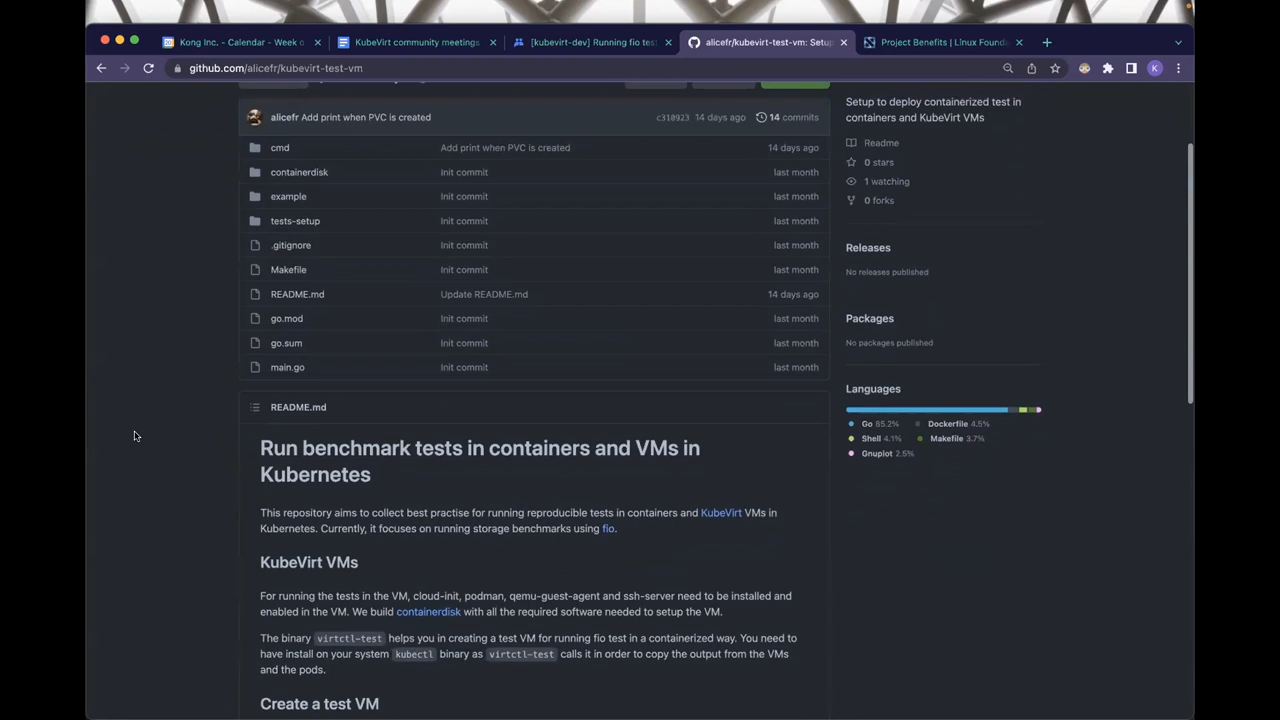 Kong Inc. - Calendar - Week o
KubeVirt community meetings
[kubevirt-dev] Running fio tes
alicefr/kubevirt-test-vm: Setup
Project Benefits | Linux Found
github.com/alicefr/kubevirt-test-vm
K
alicefr Add print when PVC is created c310923 14 days ago 14 commits
cmd Add print when PVC is created 14 days ago
containerdisk Init commit last month
example Init commit last month
tests-setup Init commit last month
.gitignore Init commit last month
Makefile Init commit last month
README.md Update README.md 14 days ago
go.mod Init commit last month
go.sum Init commit last month
main.go Init commit last month
README.md
Run benchmark tests in containers and VMs in
Kubernetes
This repository aims to collect best practise for running reproducible tests in containers and KubeVirt VMs in
Kubernetes. Currently, it focuses on running storage benchmarks using fio.
KubeVirt VMs
For running the tests in the VM, cloud-init, podman, qemu-guest-agent and ssh-server need to be installed and
enabled in the VM. We build containerdisk with all the required software needed to setup the VM.
The binary virtctl-test helps you in creating a test VM for running fio test in a containerized way. You need to
have install on your system kubectl binary as virtctl-test calls it in order to copy the output from the VMs
and the pods.
Create a test VM
Setup to deploy containerized test in
containers and KubeVirt VMs
Readme
0 stars
1 watching
0 forks
Releases
No releases published
Packages
No packages published
Languages
Go 85.2% Dockerfile 4.5%
Shell 4.1% Makefile 3.7%
Gnuplot 2.5%